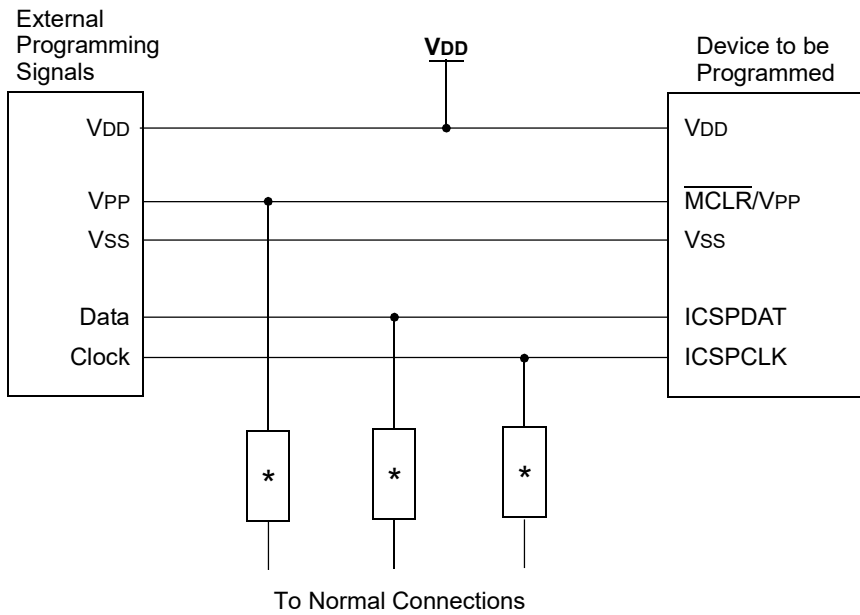 External
Programming
Signals
VDD
Device to be
Programmed
VDD
VDD
VPP
MCLR/VPP
VSS
VSS
Data
ICSPDAT
Clock
ICSPCLK
*
*
*
To Normal Connections